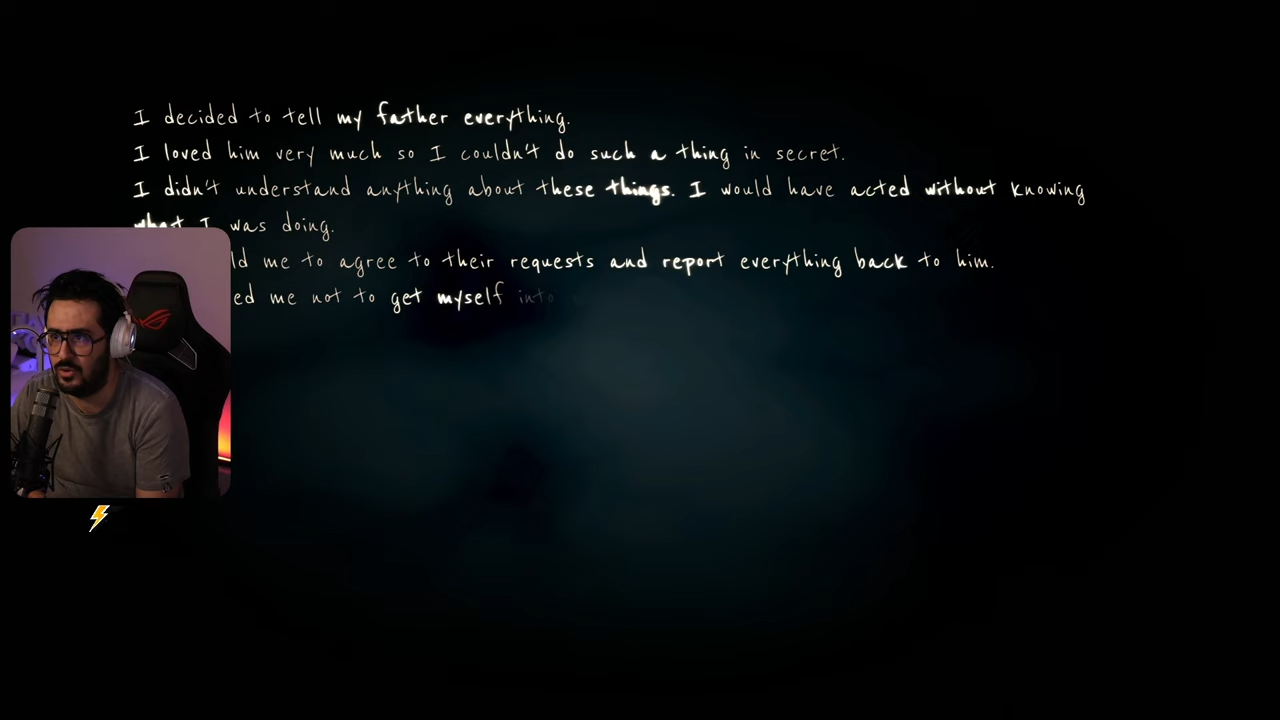 I decided to tell my father everything.
I loved him very much so I couldn't do such a thing in secret.
I didn't understand anything about these things. I would have acted without knowing
what I was doing.
me to agree to their requests and report everything back to him.
me not to get myself into